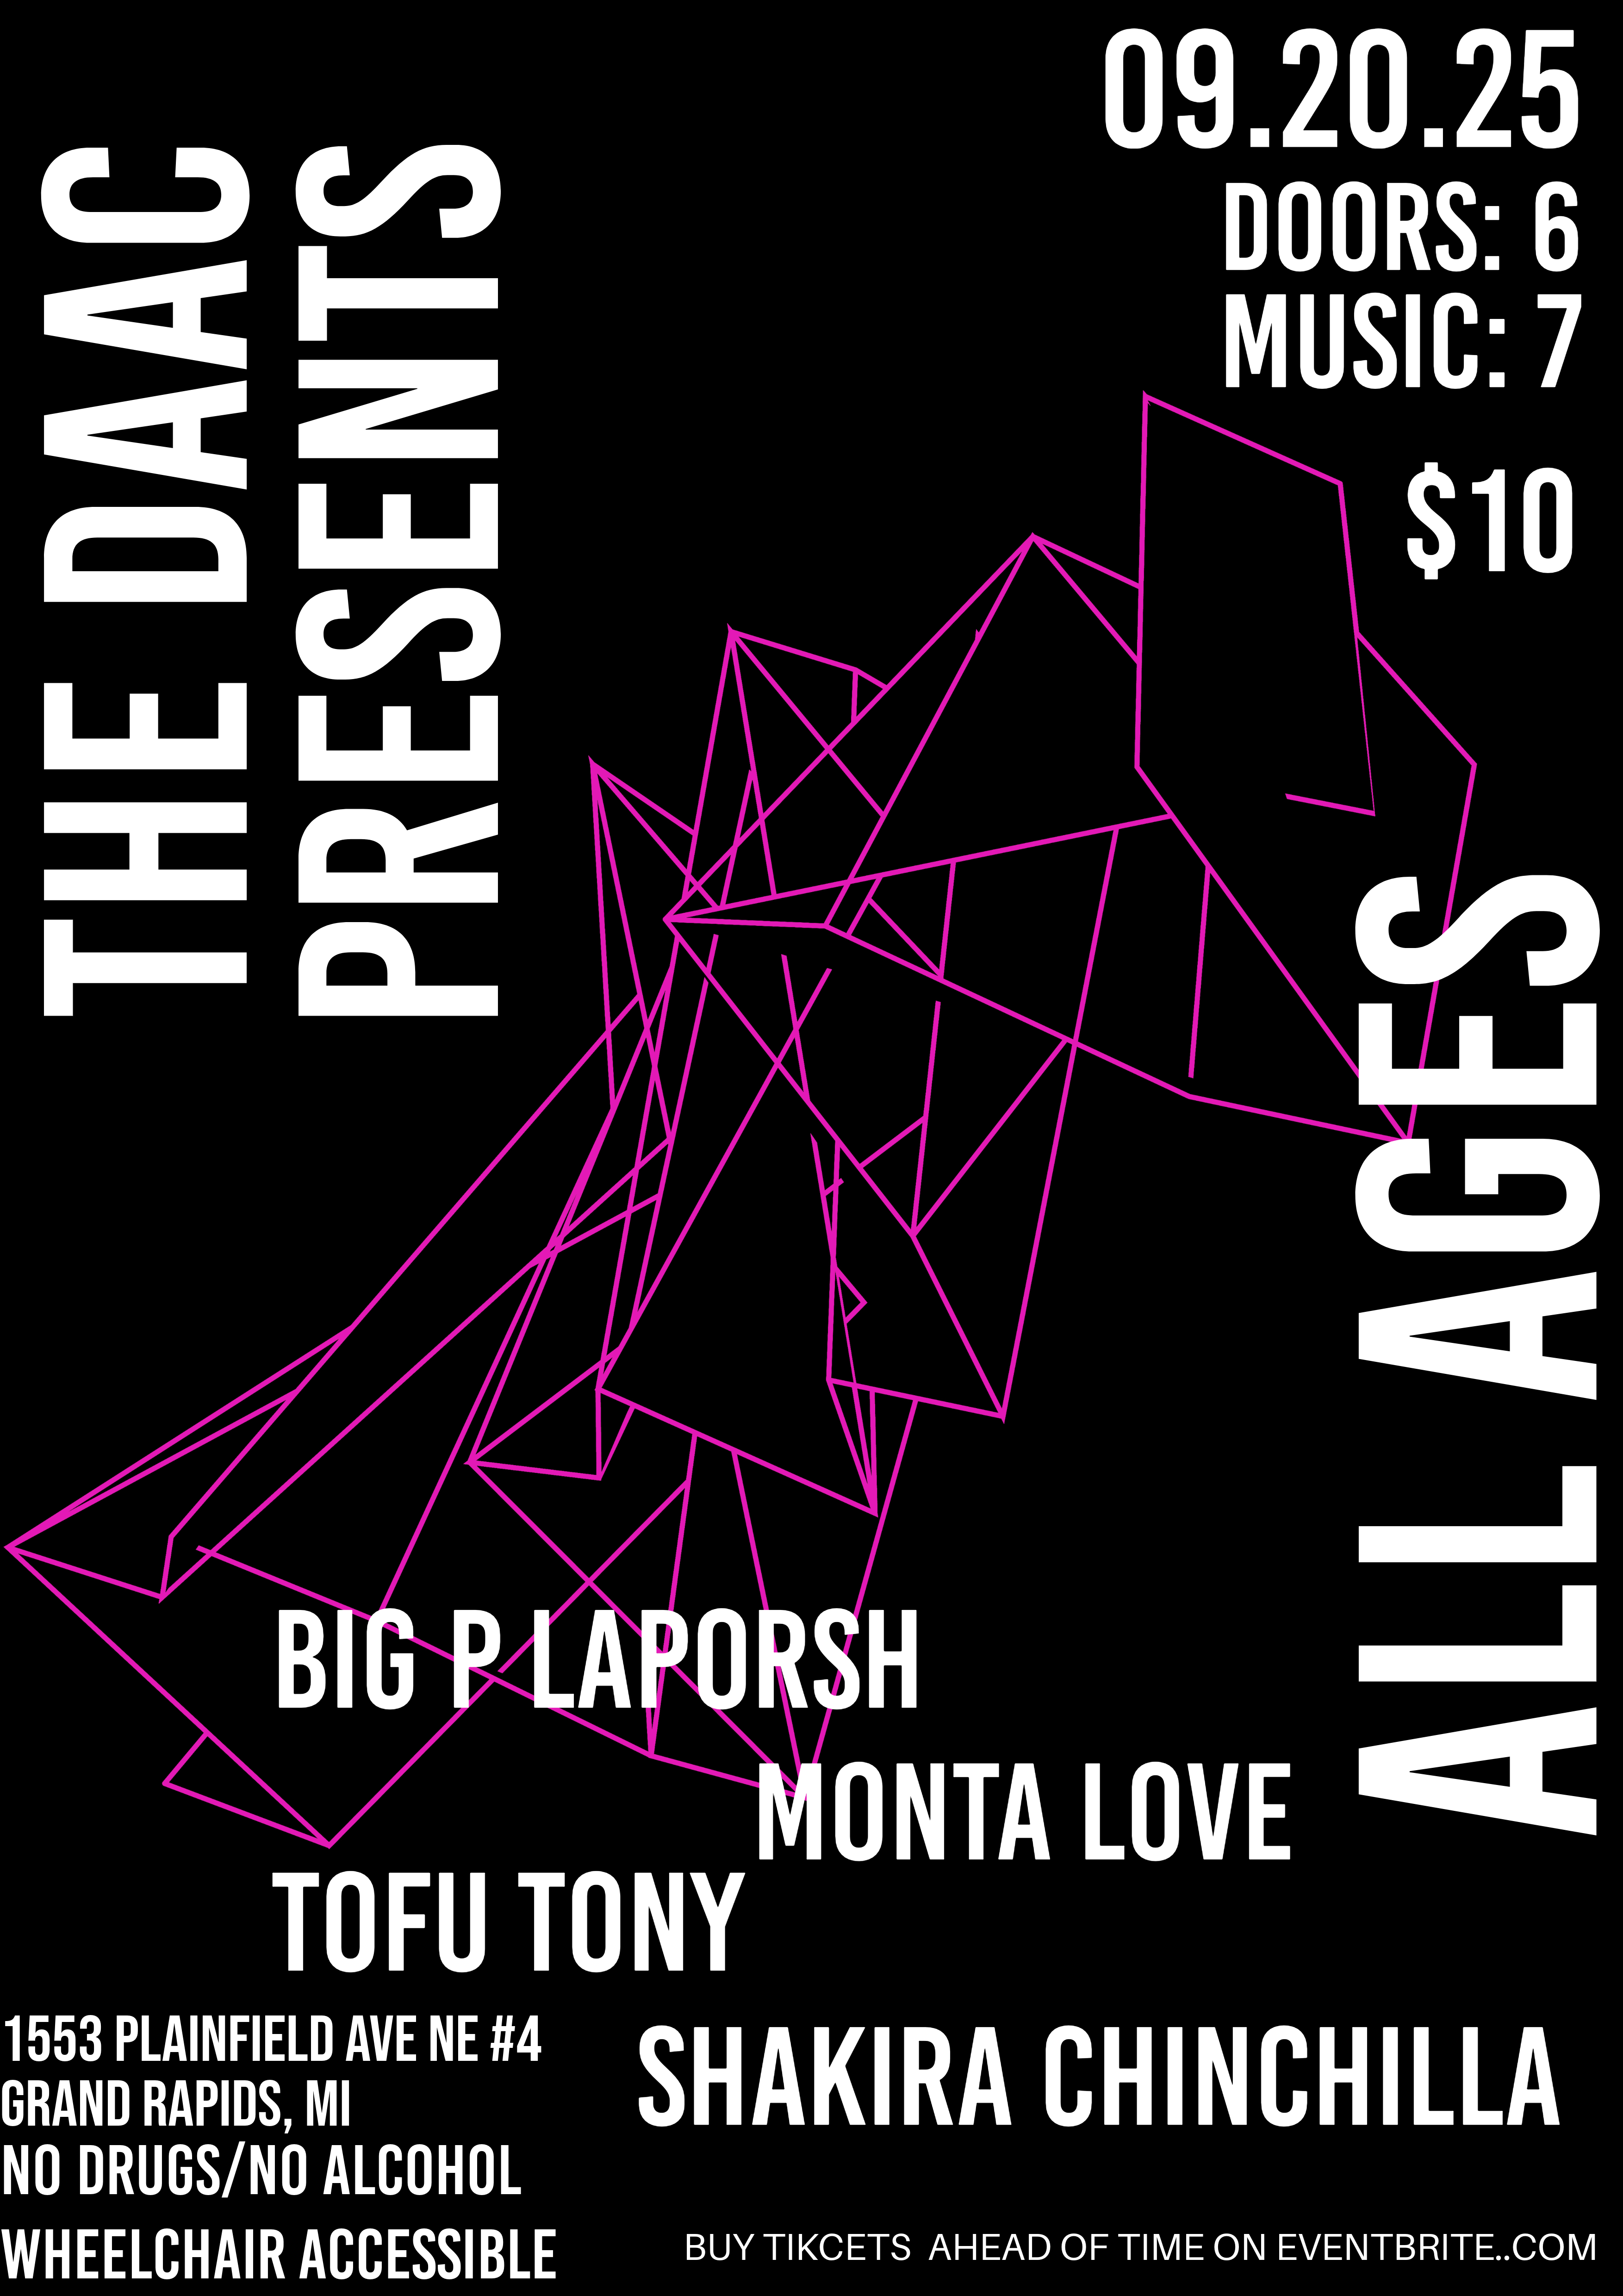 THE DAAC
PRESENTS
09.20.25
DOORS: 6
MUSIC: 7
$10
ALL AGES
BIG P LAPORSH
MONTA LOVE
TOFU TONY
SHAKIRA CHINCHILLA
1553 PLAINFIELD AVE NE #4
GRAND RAPIDS, MI
NO DRUGS/NO ALCOHOL
WHEELCHAIR ACCESSIBLE
BUY TIKCETS  AHEAD OF TIME ON EVENTBRITE..COM